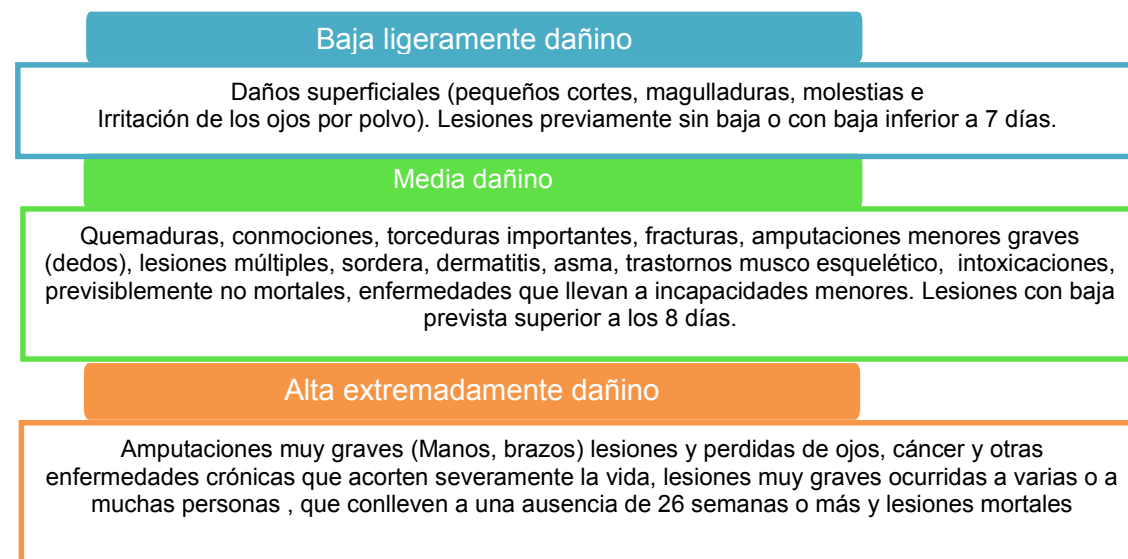 Baja ligeramente dañino
Daños superficiales (pequeños cortes, magulladuras, molestias e
Irritación de los ojos por polvo). Lesiones previamente sin baja o con baja inferior a 7 días.
Media dañino
Quemaduras, conmociones, torceduras importantes, fracturas, amputaciones menores graves
(dedos), lesiones múltiples, sordera, dermatitis, asma, trastornos musco esquelético, intoxicaciones,
previsiblemente no mortales, enfermedades que llevan a incapacidades menores. Lesiones con baja
prevista superior a los 8 días.
Alta extremadamente dañino
Amputaciones muy graves (Manos, brazos) lesiones y perdidas de ojos, cáncer y otras
enfermedades crónicas que acorten severamente la vida, lesiones muy graves ocurridas a varias o a
muchas personas , que conlleven a una ausencia de 26 semanas o más y lesiones mortales